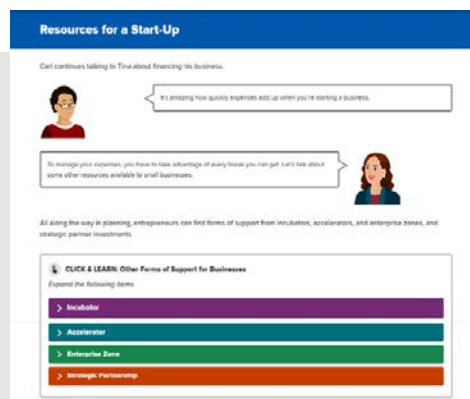 Resources for a Start-Up
Carl continues talking to Tina about financing his business.
It's amazing how quickly expenses add up when you're starting a business.
To manage your expenses, you have to take advantage of every break you can get. Let's talk about
some other resources available to small businesses.
All along the way in planning, entrepreneurs can find forms of support from incubators, accelerators, and enterprise zones, and
strategic partner investments.
CLICK & LEARN: Other Forms of Support for Businesses
Expand the following items.
> Incubator
> Accelerator
> Enterprise Zone
> Strategic Partnership